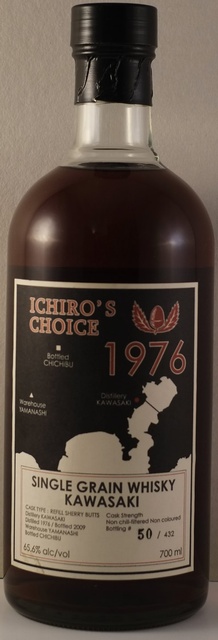 ICHIRO'S
CHOICE
1976
Bottled
CHICHIBU
Distillery
KAWASAKI
Warehouse
YAMANASHI
SINGLE GRAIN WHISKY
KAWASAKI
CASK TYPE : REFILL SHERRY BUTTS
Distillery KAWASAKI
Distilled 1976 / Bottled 2009
Warehouse YAMANASHI
Bottled CHICHIBU
Cask Strength
Non chill-filtered Non coloured
Bottling # 50 / 432
65.6% alc/vol
700 ml